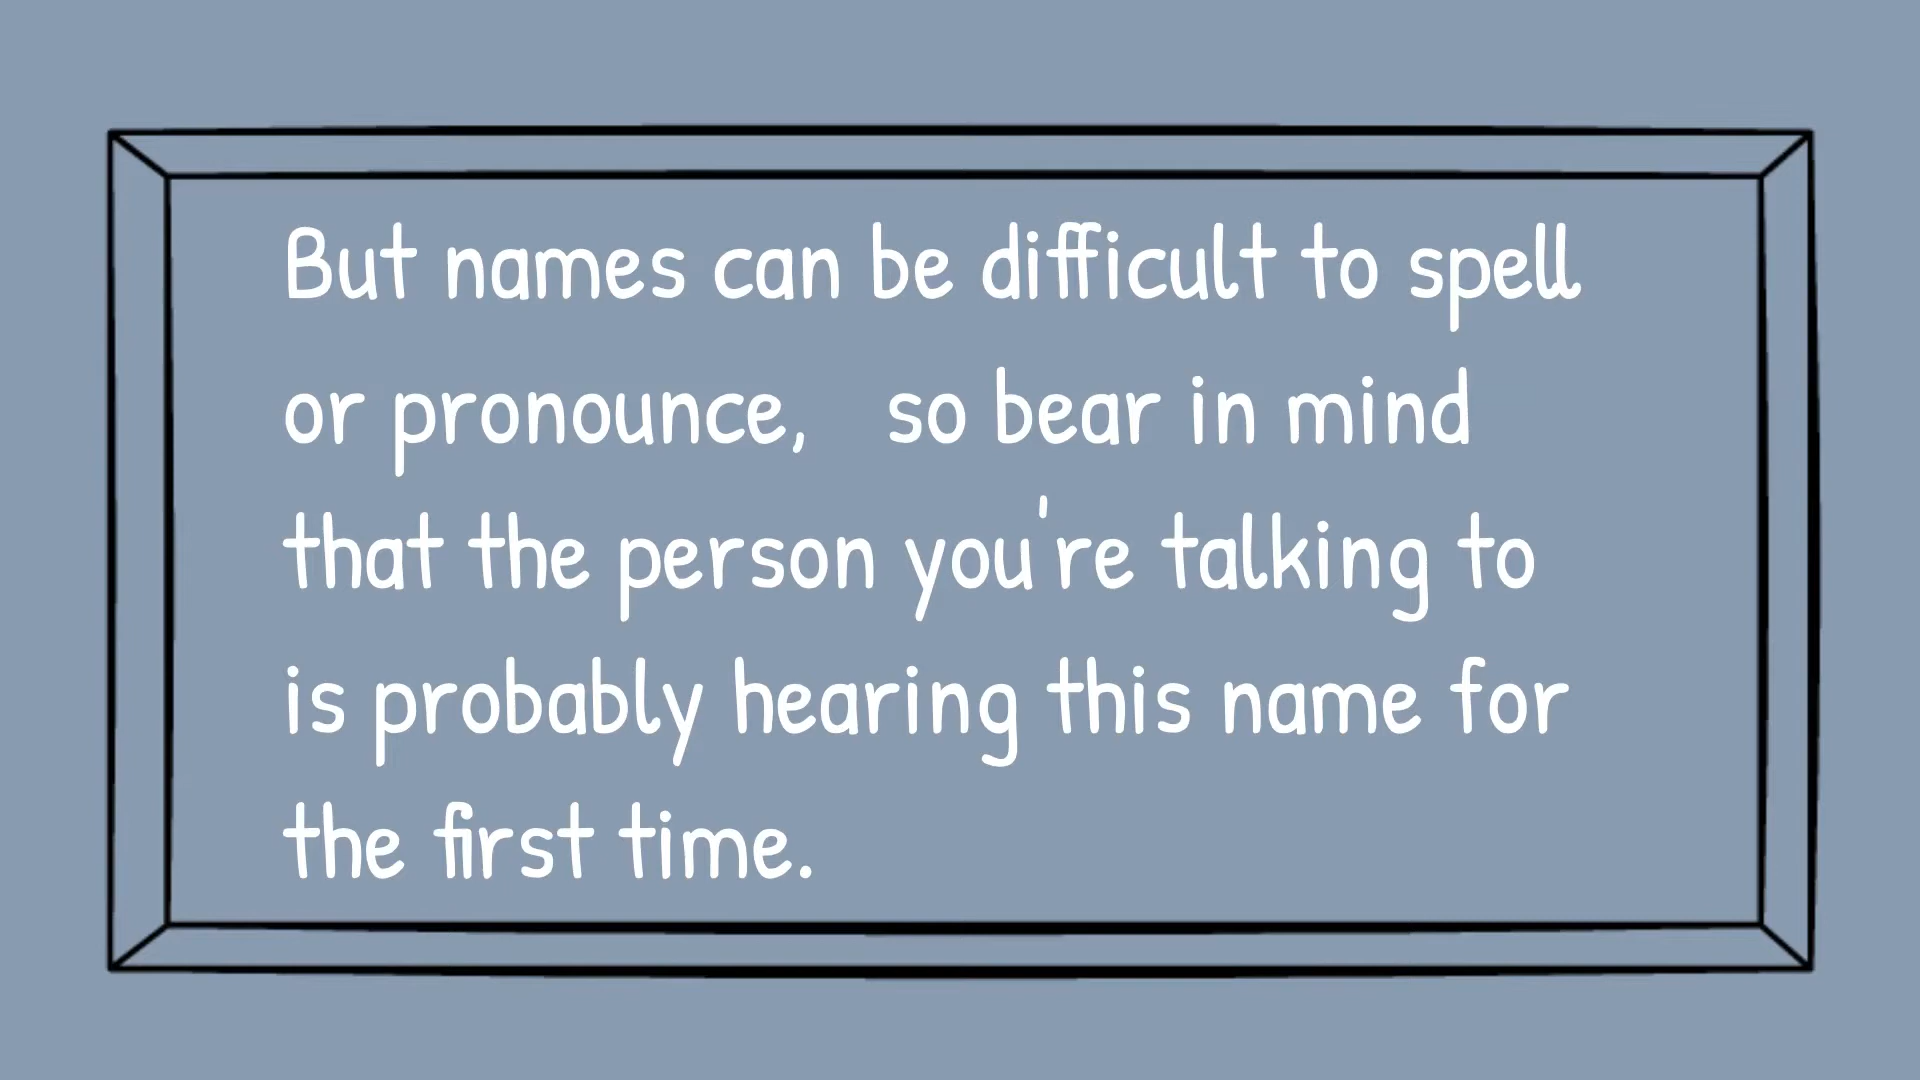 But names can be difficult to spell
or pronounce, so bear in mind
that the person you're talking to
is probably hearing this name for
the first time.